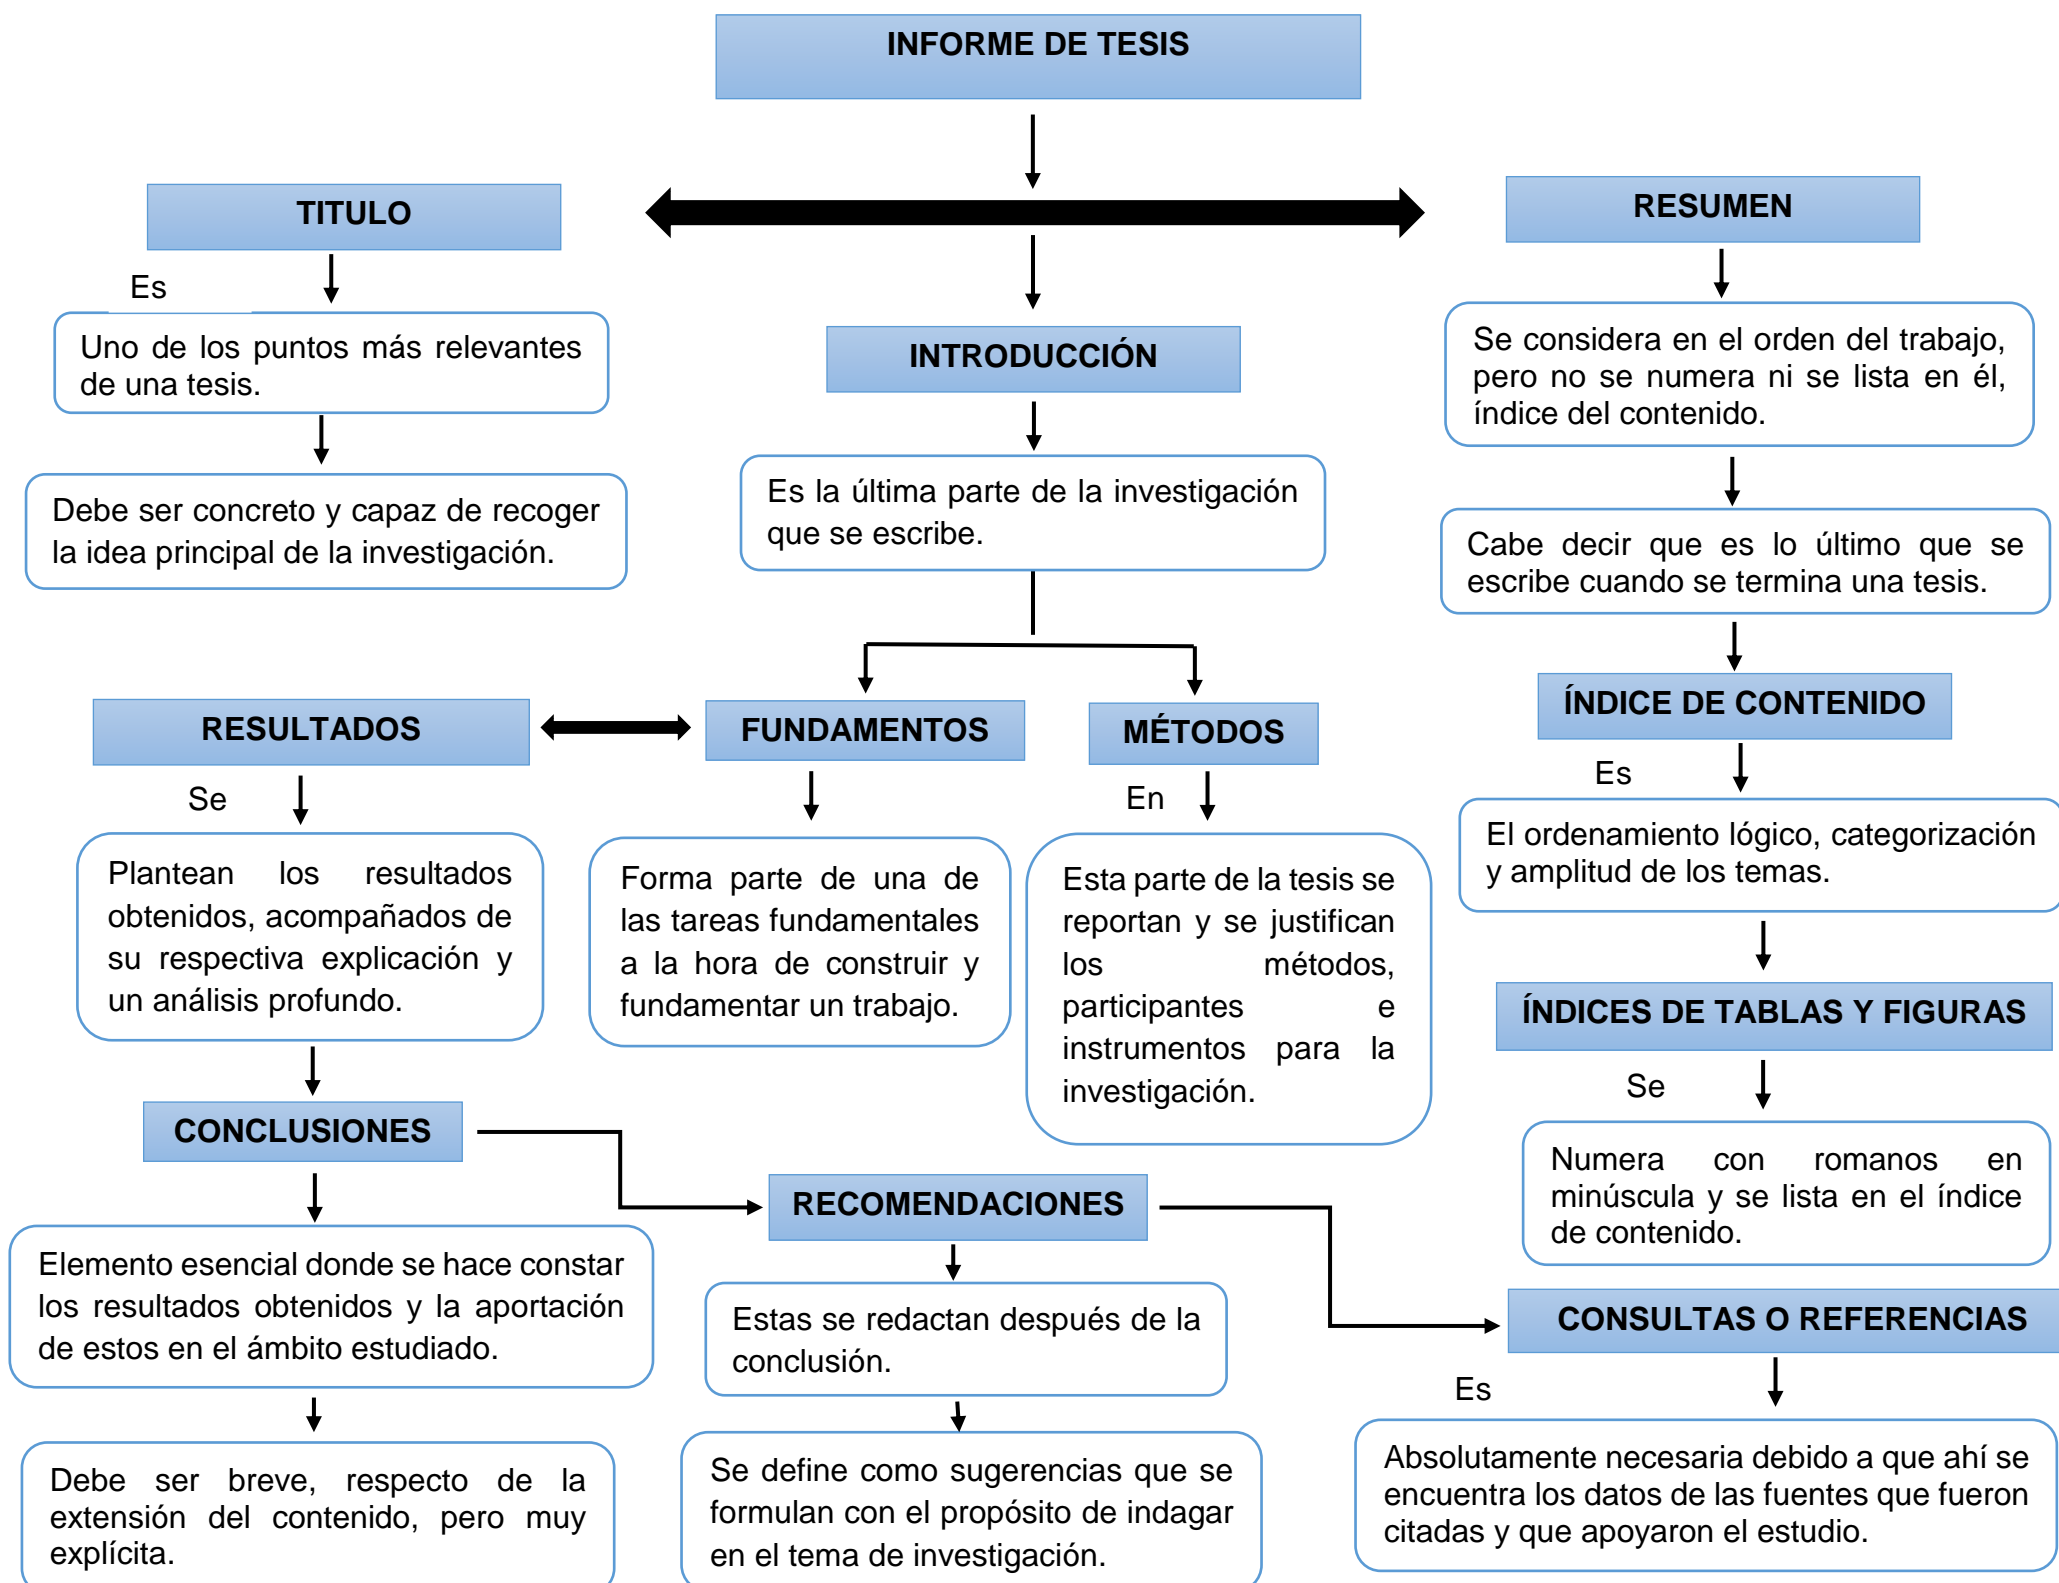 INFORME DE TESIS
TITULO
Es
Uno de los puntos más relevantes
de una tesis.
Debe ser concreto y capaz de recoger
la idea principal de la investigación.
INTRODUCCIÓN
Es la última parte de la investigación
que se escribe.
RESUMEN
Se considera en el orden del trabajo,
pero no se numera ni se lista en él,
índice del contenido.
Cabe decir que es lo último que se
escribe cuando se termina una tesis.
ÍNDICE DE CONTENIDO
Es
El ordenamiento lógico, categorización
y amplitud de los temas.
ÍNDICES DE TABLAS Y FIGURAS
Se
Numera con romanos en
minúscula y se lista en el índice
de contenido.
RESULTADOS
Se
Plantean los resultados
obtenidos, acompañados de
su respectiva explicación y
un análisis profundo.
FUNDAMENTOS
Forma parte de una de
las tareas fundamentales
a la hora de construir y
fundamentar un trabajo.
MÉTODOS
En
Esta parte de la tesis se
reportan y se justifican
los métodos,
participantes e
instrumentos para la
investigación.
CONCLUSIONES
Elemento esencial donde se hace constar
los resultados obtenidos y la aportación
de estos en el ámbito estudiado.
Debe ser breve, respecto de la
extensión del contenido, pero muy
explícita.
RECOMENDACIONES
Estas se redactan después de la
conclusión.
Se define como sugerencias que se
formulan con el propósito de indagar
en el tema de investigación.
CONSULTAS O REFERENCIAS
Es
Absolutamente necesaria debido a que ahí se
encuentra los datos de las fuentes que fueron
citadas y que apoyaron el estudio.